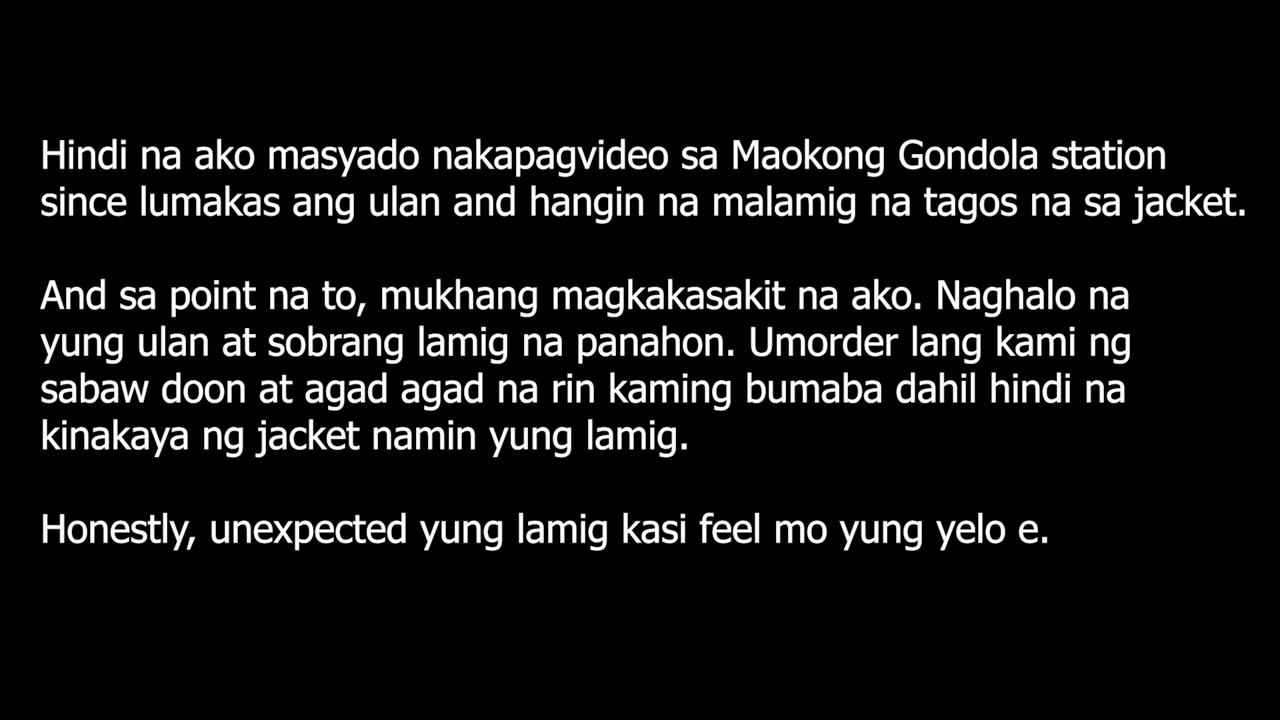 Hindi na ako masyado nakapagvideo sa Maokong Gondola station
since lumakas ang ulan and hangin na malamig na tagos na sa jacket.
And sa point na to, mukhang magkakasakit na ako. Naghalo na
yung ulan at sobrang lamig na panahon. Umorder lang kami ng
sabaw doon at agad agad na rin kaming bumaba dahil hindi na
kinakaya ng jacket namin yung lamig.
Honestly, unexpected yung lamig kasi feel mo yung yelo e.